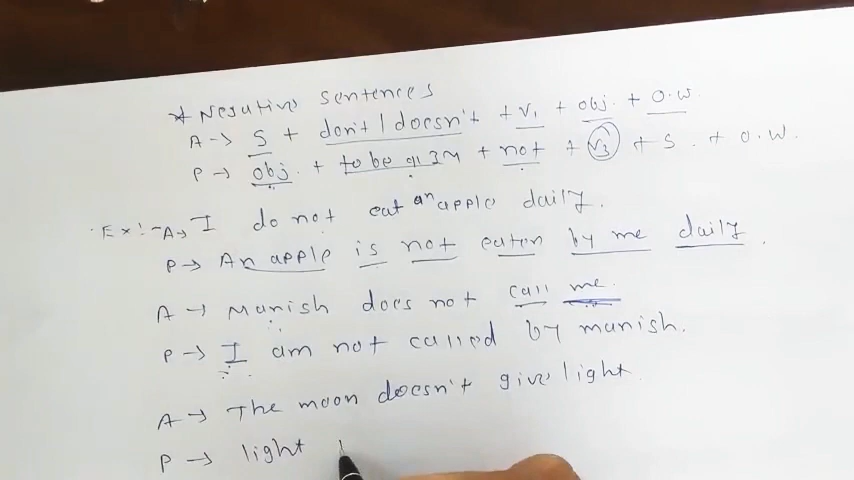 * Negative sentences
A → S + don't / doesn't + V1 + obj. + O.W.
P → obj. + to be का 3M + not + V3 + S. + O.W.
Ex:- A → I do not eat an apple daily.
P → An apple is not eaten by me daily.
A → Manish does not call me.
P → I am not called by manish.
A → The moon doesn't give light.
P → light